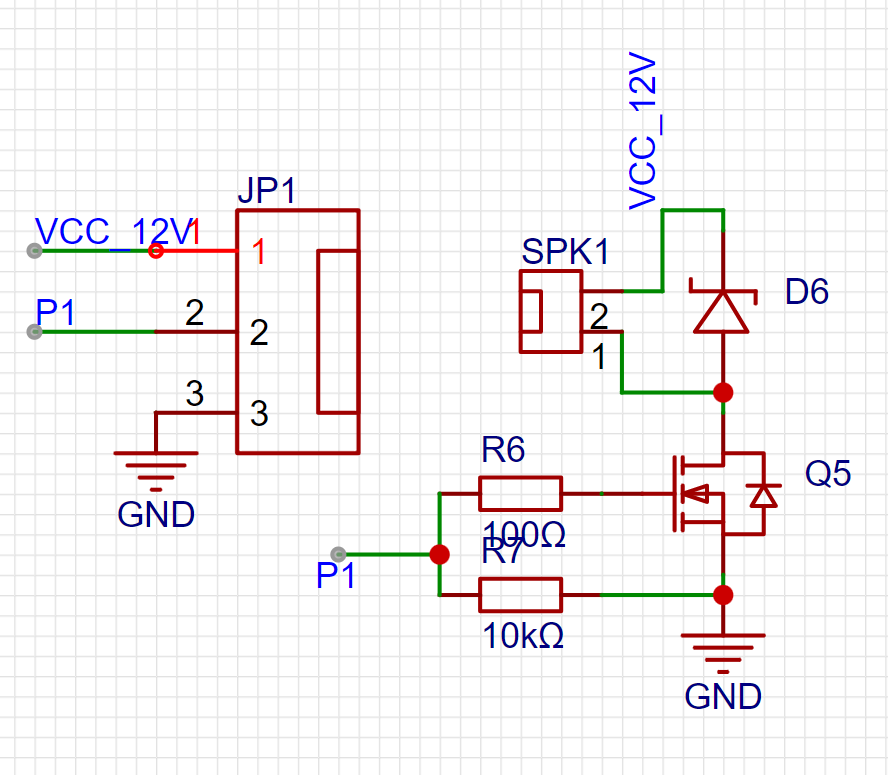 JP1
VCC_12V
1
1
P1
2
2
3
3
GND
VCC_12V
SPK1
2
1
D6
R6
100Ω
Q5
R7
10kΩ
P1
GND